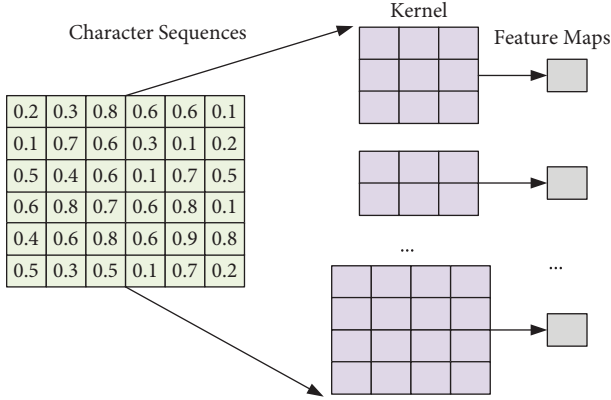 Kernel
Character Sequences
Feature Maps
0.2 0.3 0.8 0.6 0.6 0.1
0.1 0.7 0.6 0.3 0.1 0.2
0.5 0.4 0.6 0.1 0.7 0.5
0.6 0.8 0.7 0.6 0.8 0.1
0.4 0.6 0.8 0.6 0.9 0.8
0.5 0.3 0.5 0.1 0.7 0.2
...
...